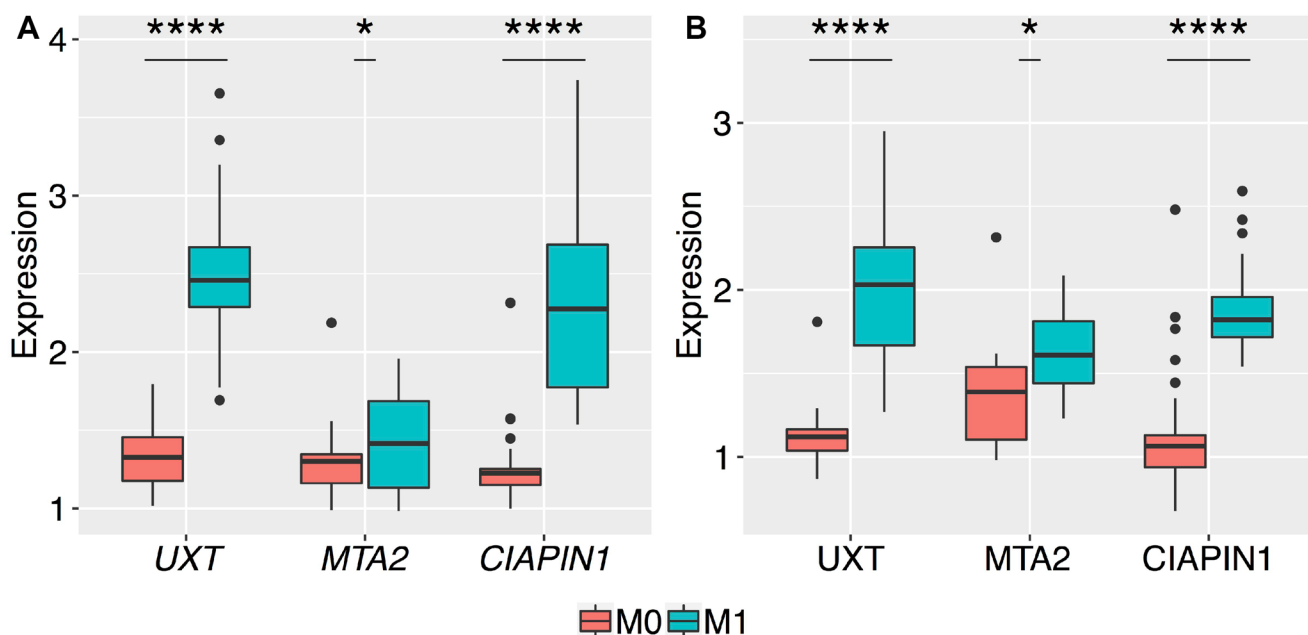 A
**** * ****
4
3
2
1
Expression
UXT MTA2 CIAPIN1
B
**** * ****
3
2
1
Expression
UXT MTA2 CIAPIN1
M0 M1